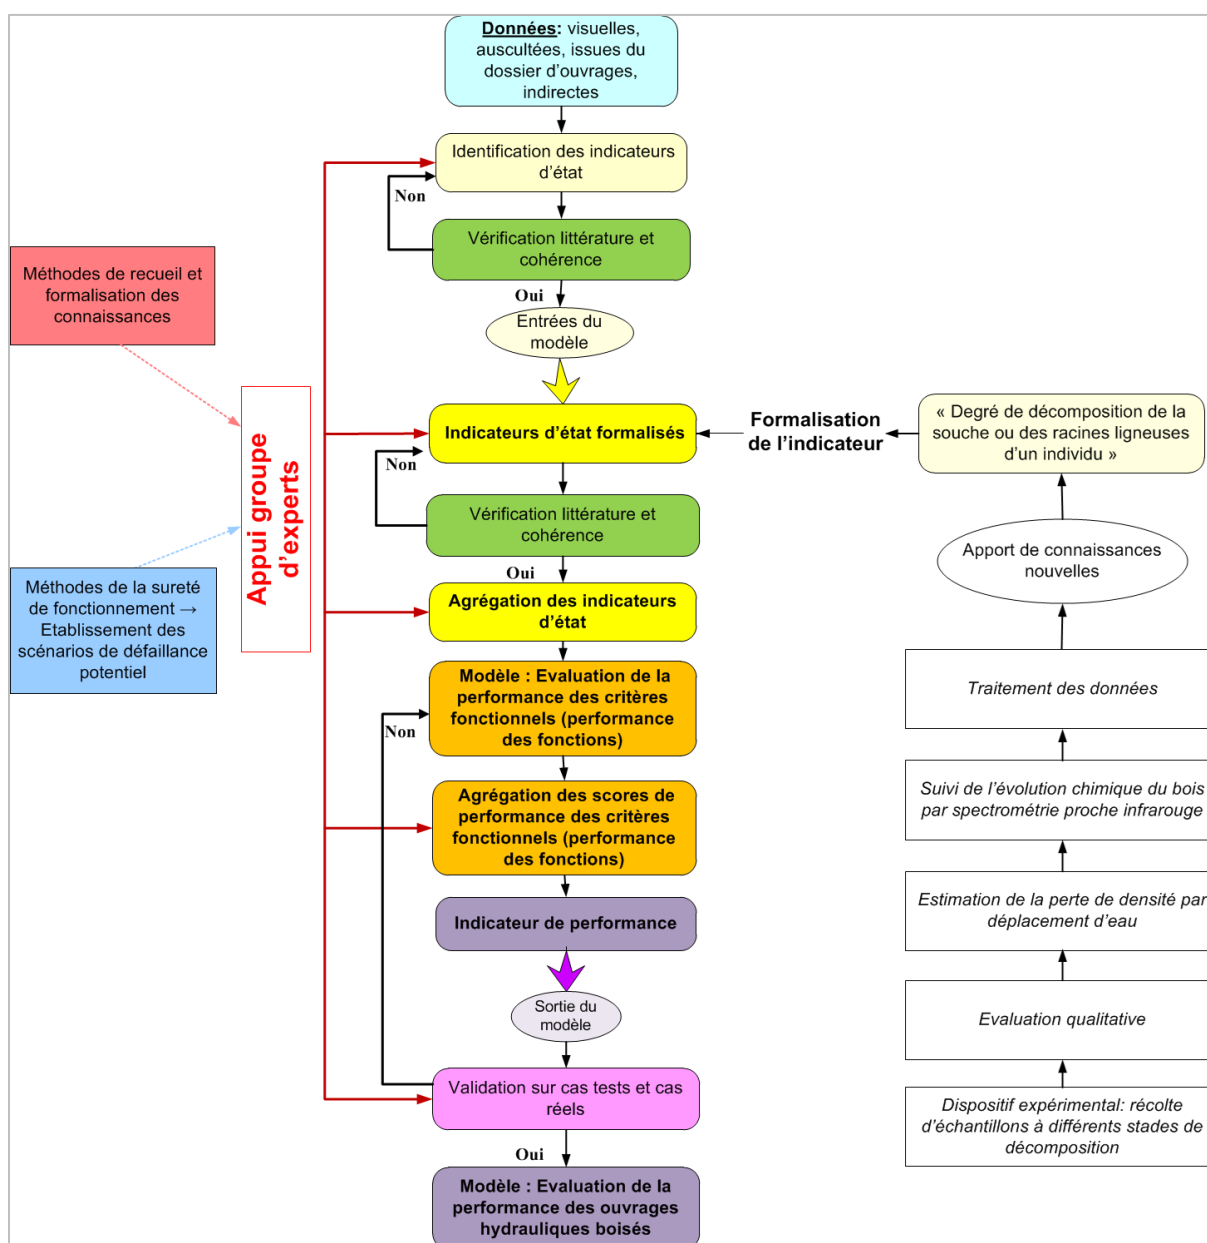 Données: visuelles,
auscultées, issues du
dossier d’ouvrages,
indirectes
Identification des indicateurs
d’état
Non
Vérification littérature et
cohérence
Oui
Entrées du
modèle
Méthodes de recueil et
formalisation des
connaissances
Appui groupe
d’experts
Méthodes de la sureté de
fonctionnement →
Etablissement des
scénarios de défaillance
potentiel
Indicateurs d’état formalisés
Formalisation
de l’indicateur
« Degré de décomposition de la
souche ou des racines ligneuses
d’un individu »
Non
Vérification littérature et
cohérence
Oui
Apport de connaissances
nouvelles
Agrégation des indicateurs
d’état
Modèle : Evaluation de la
performance des critères
fonctionnels (performance
des fonctions)
Non
Agrégation des scores de
performance des critères
fonctionnels (performance
des fonctions)
Indicateur de performance
Sortie du
modèle
Validation sur cas tests et cas
réels
Oui
Modèle : Evaluation de la
performance des ouvrages
hydrauliques boisés
Traitement des données
Suivi de l’évolution chimique du bois
par spectrométrie proche infrarouge
Estimation de la perte de densité par
déplacement d’eau
Evaluation qualitative
Dispositif expérimental: récolte
d’échantillons à différents stades de
décomposition